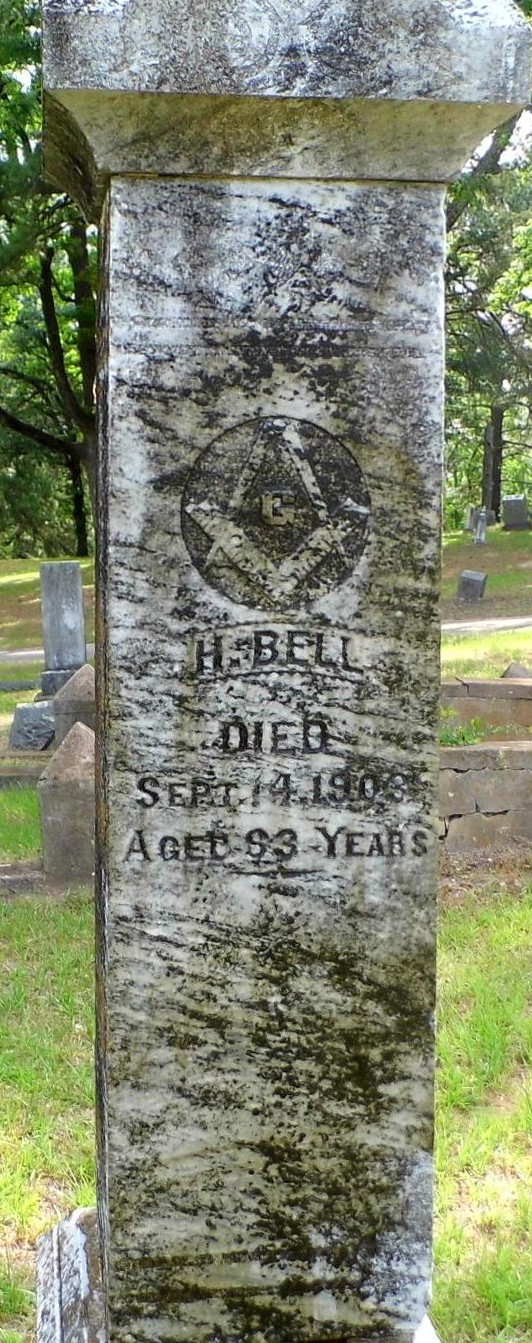 G
H. BELL
DIED
SEPT. 14. 1903
AGED 83 YEARS